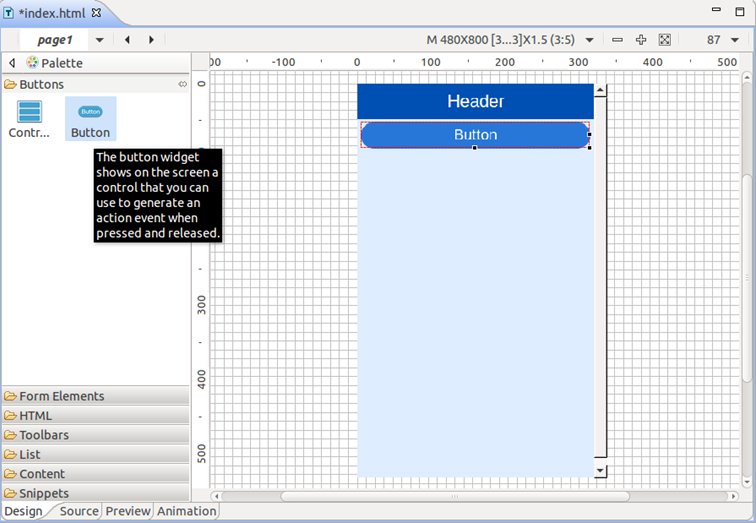 *index.html
page1
M 480X800 [3...3]X1.5 (3:5)
87
Palette
Buttons
Contr...
Button
Button
The button widget
shows on the screen a
control that you can
use to generate an
action event when
pressed and released.
Form Elements
HTML
Toolbars
List
Content
Snippets
00
-100
0
100
200
300
400
500
0
300
400
500
Header
Button
Design
Source
Preview
Animation